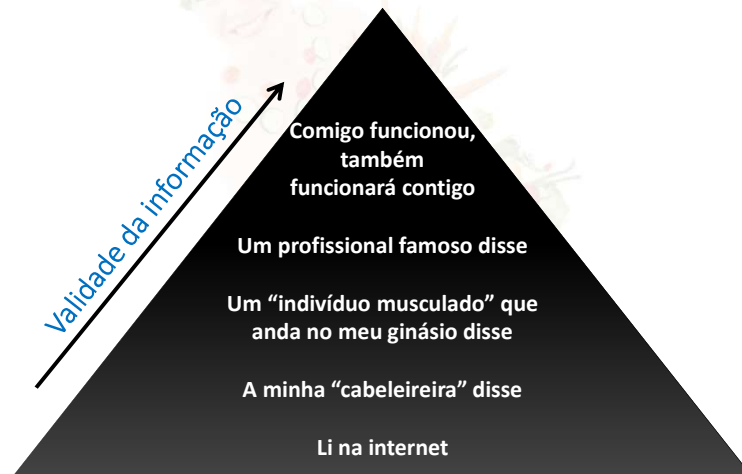 Validade da informação
Comigo funcionou,
também
funcionará contigo
Um profissional famoso disse
Um “indivíduo musculado” que
anda no meu ginásio disse
A minha “cabeleireira” disse
Li na internet